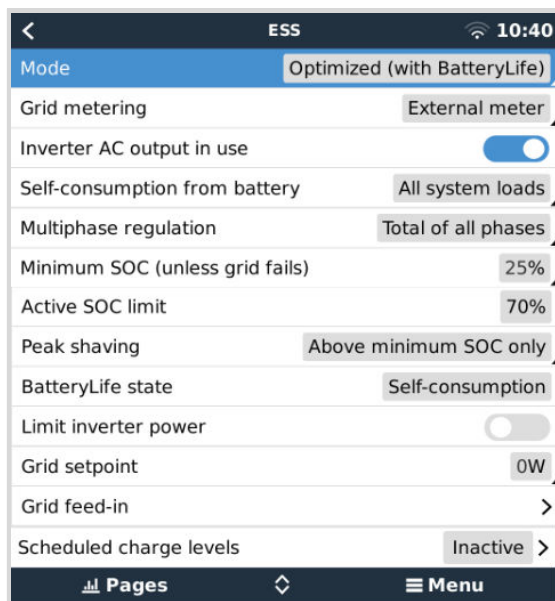 ESS 10:40
Mode Optimized (with BatteryLife)
Grid metering External meter
Inverter AC output in use
Self-consumption from battery All system loads
Multiphase regulation Total of all phases
Minimum SOC (unless grid fails) 25%
Active SOC limit 70%
Peak shaving Above minimum SOC only
BatteryLife state Self-consumption
Limit inverter power
Grid setpoint 0W
Grid feed-in
Scheduled charge levels Inactive
Pages Menu